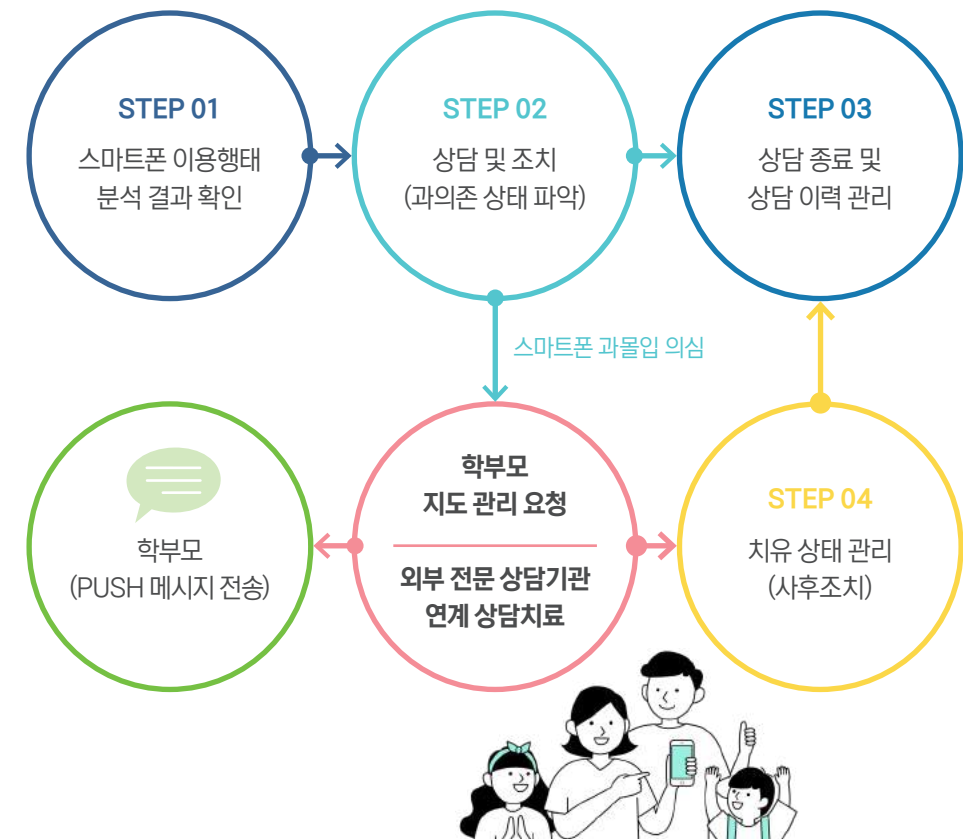 STEP 01
스마트폰 이용행태
분석 결과 확인
STEP 02
상담 및 조치
(과의존 상태 파악)
STEP 03
상담 종료 및
상담 이력 관리
스마트폰 과몰입 의심
학부모
(PUSH 메시지 전송)
학부모
지도 관리 요청
외부 전문 상담기관
연계 상담치료
STEP 04
치유 상태 관리
(사후조치)